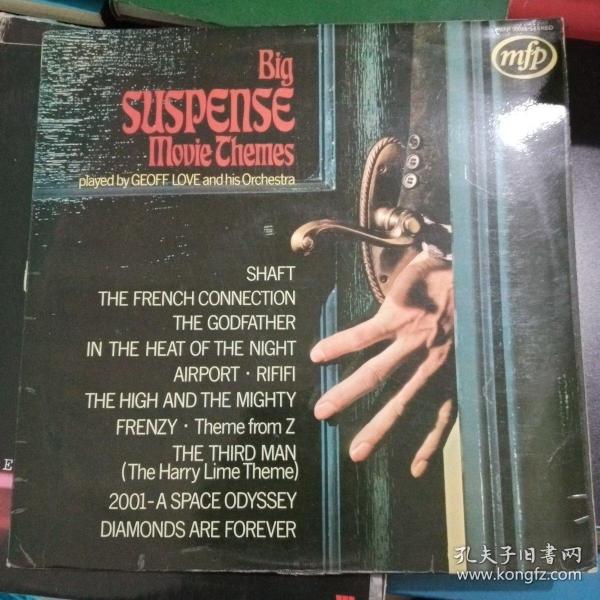 mfp
Big
SUSPENSE
Movie Themes
played by GEOFF LOVE and his Orchestra
SHAFT
THE FRENCH CONNECTION
THE GODFATHER
IN THE HEAT OF THE NIGHT
AIRPORT · RIFIFI
THE HIGH AND THE MIGHTY
FRENZY · Theme from Z
THE THIRD MAN
(The Harry Lime Theme)
2001-A SPACE ODYSSEY
DIAMONDS ARE FOREVER
孔夫子旧書网
www.kongfz.com